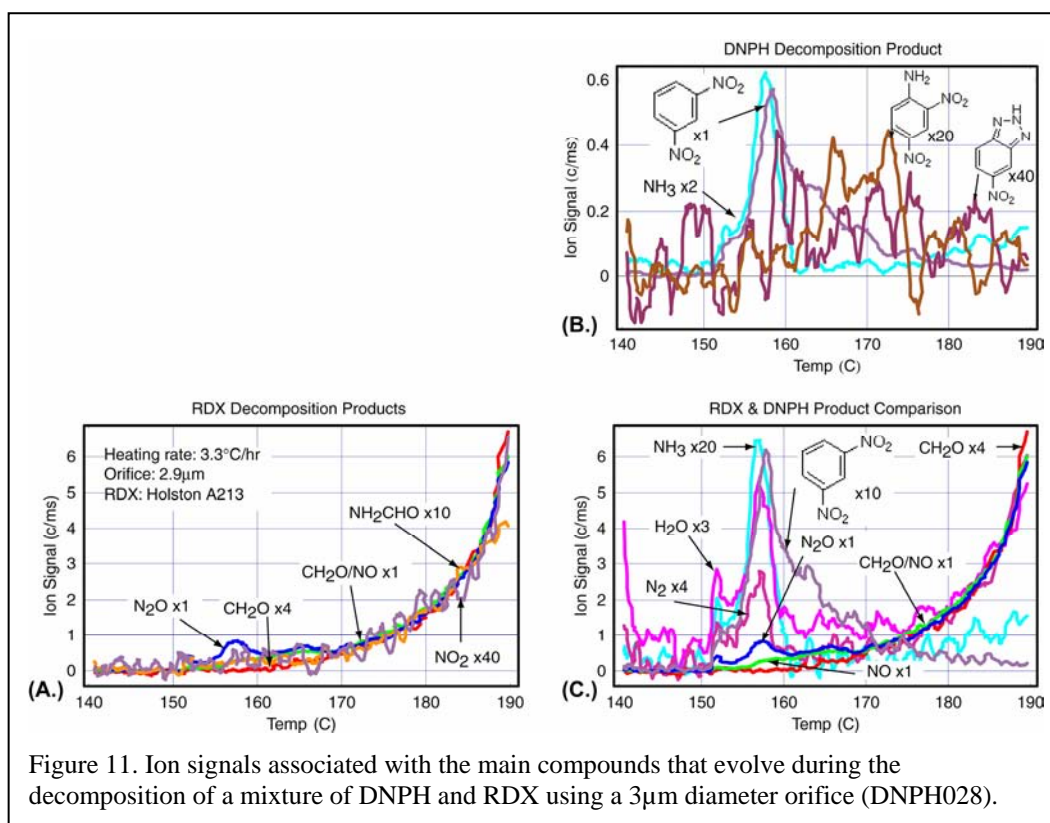 DNPH Decomposition Product
Ion Signal (c/ms)
0.6
0.4
0.2
0
NO2
NO2
x1
NH3 x2
NH2
NO2
x20
NO2
H
N
N
N
x40
NO2
140 150 160 170 180 190
Temp (C)
(B.)
RDX Decomposition Products
Ion Signal (c/ms)
6
5
4
3
2
1
0
Heating rate: 3.3°C/hr
Orifice: 2.9µm
RDX: Holston A213
NH2CHO x10
CH2O/NO x1
N2O x1
CH2O x4
NO2 x40
140 150 160 170 180 190
Temp (C)
(A.)
RDX & DNPH Product Comparison
Ion Signal (c/ms)
6
5
4
3
2
1
0
NH3 x20
NO2
x10
NO2
CH2O x4
H2O x3
N2O x1
CH2O/NO x1
N2 x4
NO x1
140 150 160 170 180 190
Temp (C)
(C.)
Figure 11. Ion signals associated with the main compounds that evolve during the
decomposition of a mixture of DNPH and RDX using a 3µm diameter orifice (DNPH028).